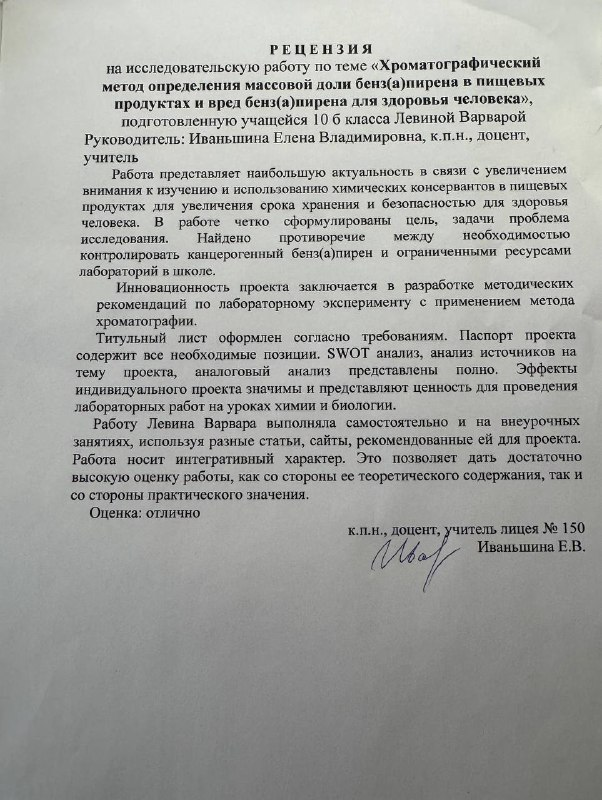 РЕЦЕНЗИЯ
на исследовательскую работу по теме «Хроматографический
метод определения массовой доли бенз(а)пирена в пищевых
продуктах и вред бенз(а)пирена для здоровья человека»,
подготовленную учащейся 10 б класса Левиной Варварой
Руководитель: Иваньшина Елена Владимировна, к.п.н., доцент,
учитель
Работа представляет наибольшую актуальность в связи с увеличением
внимания к изучению и использованию химических консервантов в пищевых
продуктах для увеличения срока хранения и безопасностью для здоровья
человека. В работе четко сформулированы цель, задачи проблема
исследования. Найдено противоречие между необходимостью
контролировать канцерогенный бенз(а)пирен и ограниченными ресурсами
лабораторий в школе.
Инновационность проекта заключается в разработке методических
рекомендаций по лабораторному эксперименту с применением метода
хроматографии.
Титульный лист оформлен согласно требованиям. Паспорт проекта
содержит все необходимые позиции. SWOT анализ, анализ источников на
тему проекта, аналоговый анализ представлены полно. Эффекты
индивидуального проекта значимы и представляют ценность для проведения
лабораторных работ на уроках химии и биологии.
Работу Левина Варвара выполняла самостоятельно и на внеурочных
занятиях, используя разные статьи, сайты, рекомендованные ей для проекта.
Работа носит интегративный характер. Это позволяет дать достаточно
высокую оценку работы, как со стороны ее теоретического содержания, так и
со стороны практического значения.
Оценка: отлично
к.п.н., доцент, учитель лицея № 150
Иваньшина Е.В.